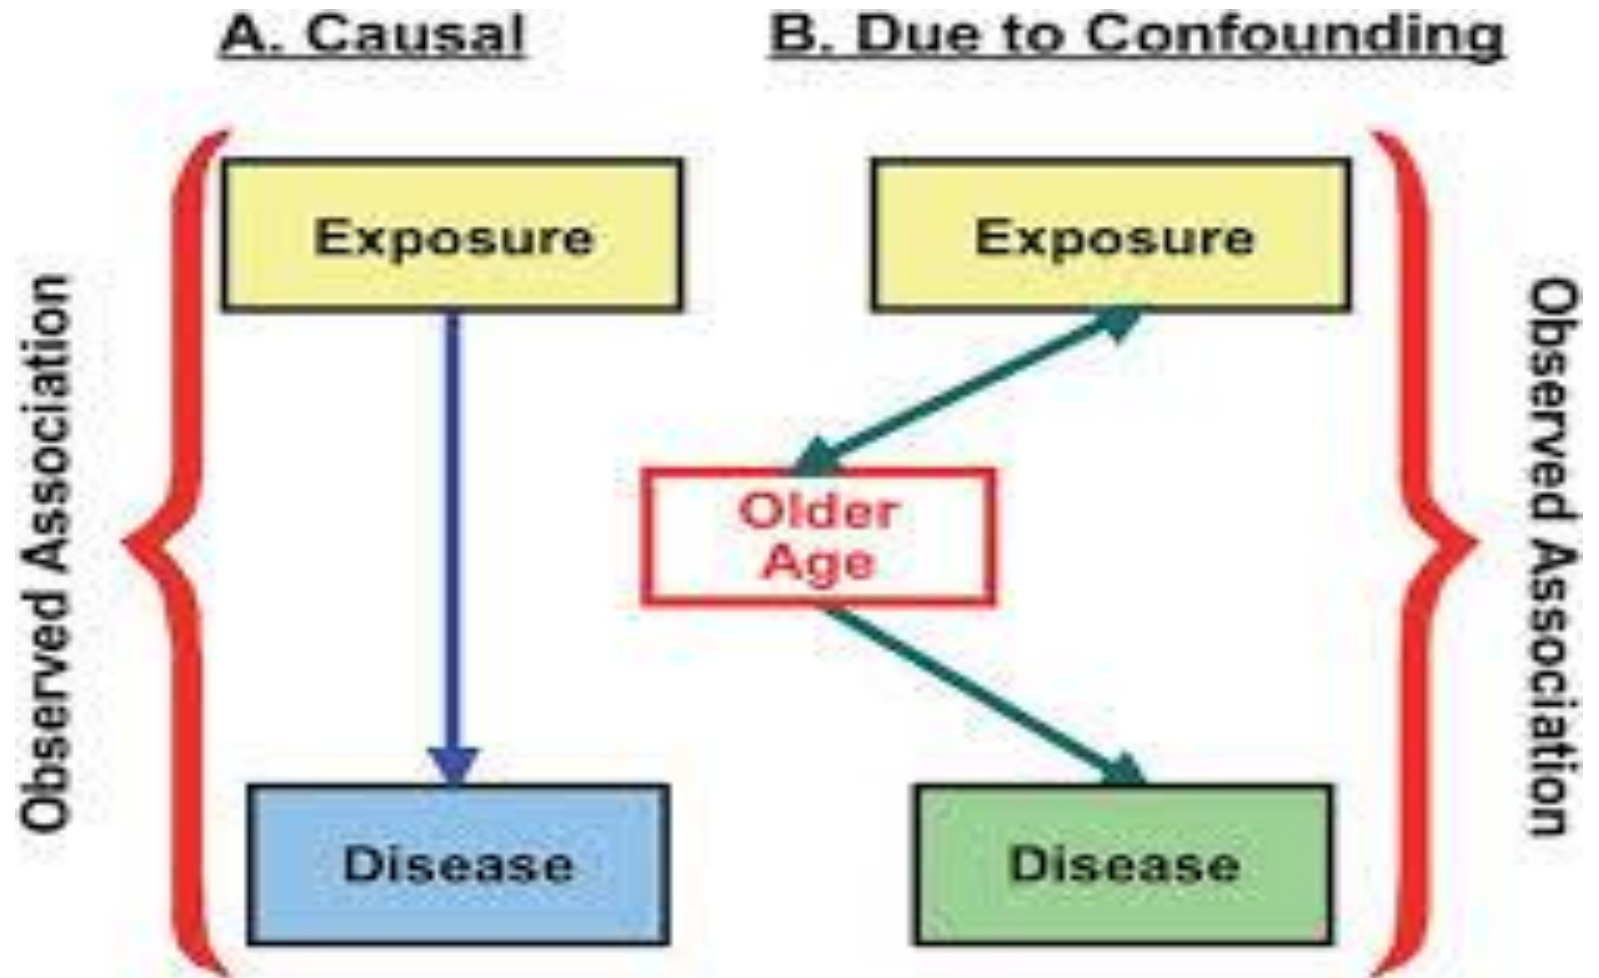 A. Causal
B. Due to Confounding
Observed Association
Exposure
Disease
Exposure
Older
Age
Disease
Observed Association